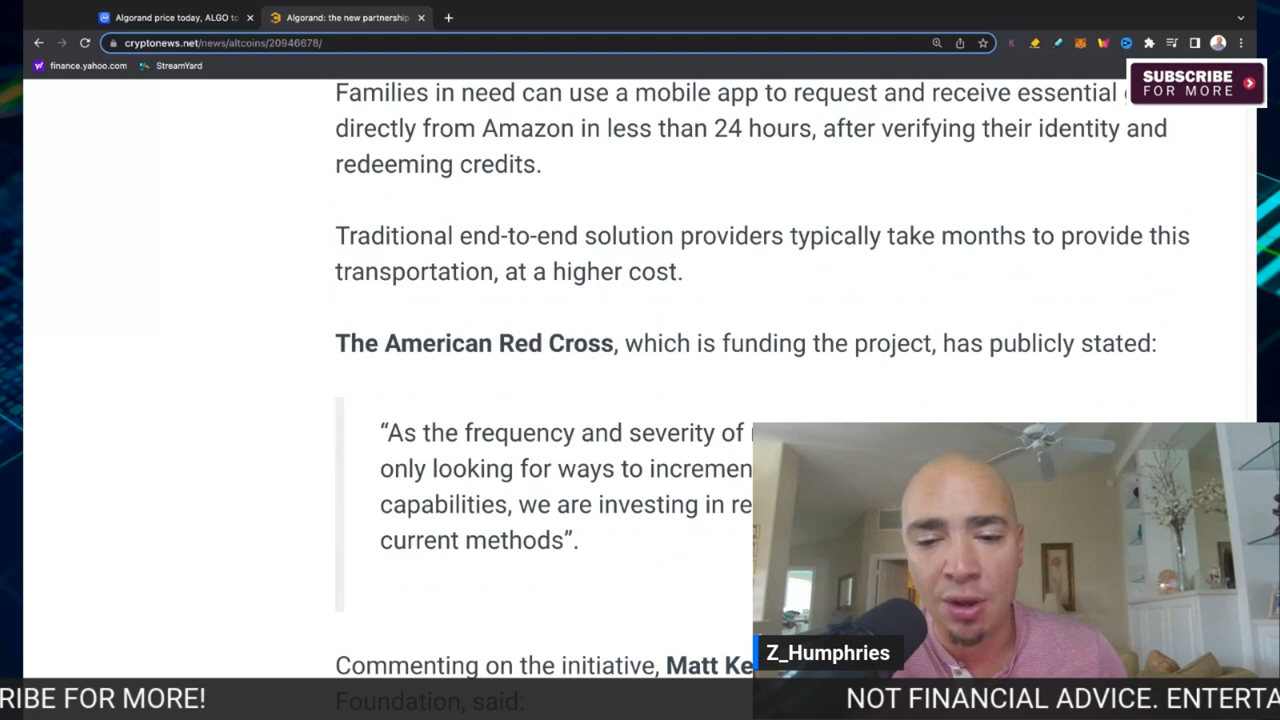 Algorand price today, ALGO to
Algorand: the new partnership
cryptonews.net/news/altcoins/20946678/
finance.yahoo.com
StreamYard
SUBSCRIBE
FOR MORE
Families in need can use a mobile app to request and receive essential
directly from Amazon in less than 24 hours, after verifying their identity and
redeeming credits.
Traditional end-to-end solution providers typically take months to provide this
transportation, at a higher cost.
The American Red Cross, which is funding the project, has publicly stated:
“As the frequency and severity of
only looking for ways to incremen
capabilities, we are investing in re
current methods”.
Commenting on the initiative, Matt Ke
Foundation, said:
Z_Humphries
RIBE FOR MORE!
NOT FINANCIAL ADVICE. ENTERTA